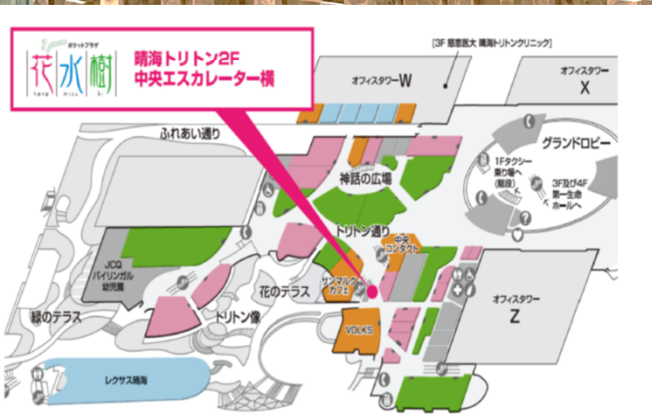 ポケットプラザ
花水樹
hana mizu ki
晴海トリトン2F
中央エスカレーター横
[3F 慈恵医大 晴海トリトンクリニック]
オフィスタワーW
オフィスタワー
X
ふれあい通り
グランドロビー
1Fタクシー
乗り場へ
(階段)
3F及び4F
第一生命
ホールへ
神話の広場
トリトン通り
中央
コンタクト
JCQ
バイリンガル
幼児園
花のテラス
サンマルク
カフェ
オフィスタワー
Z
緑のテラス
トリトン像
VOLKS
レクサス晴海